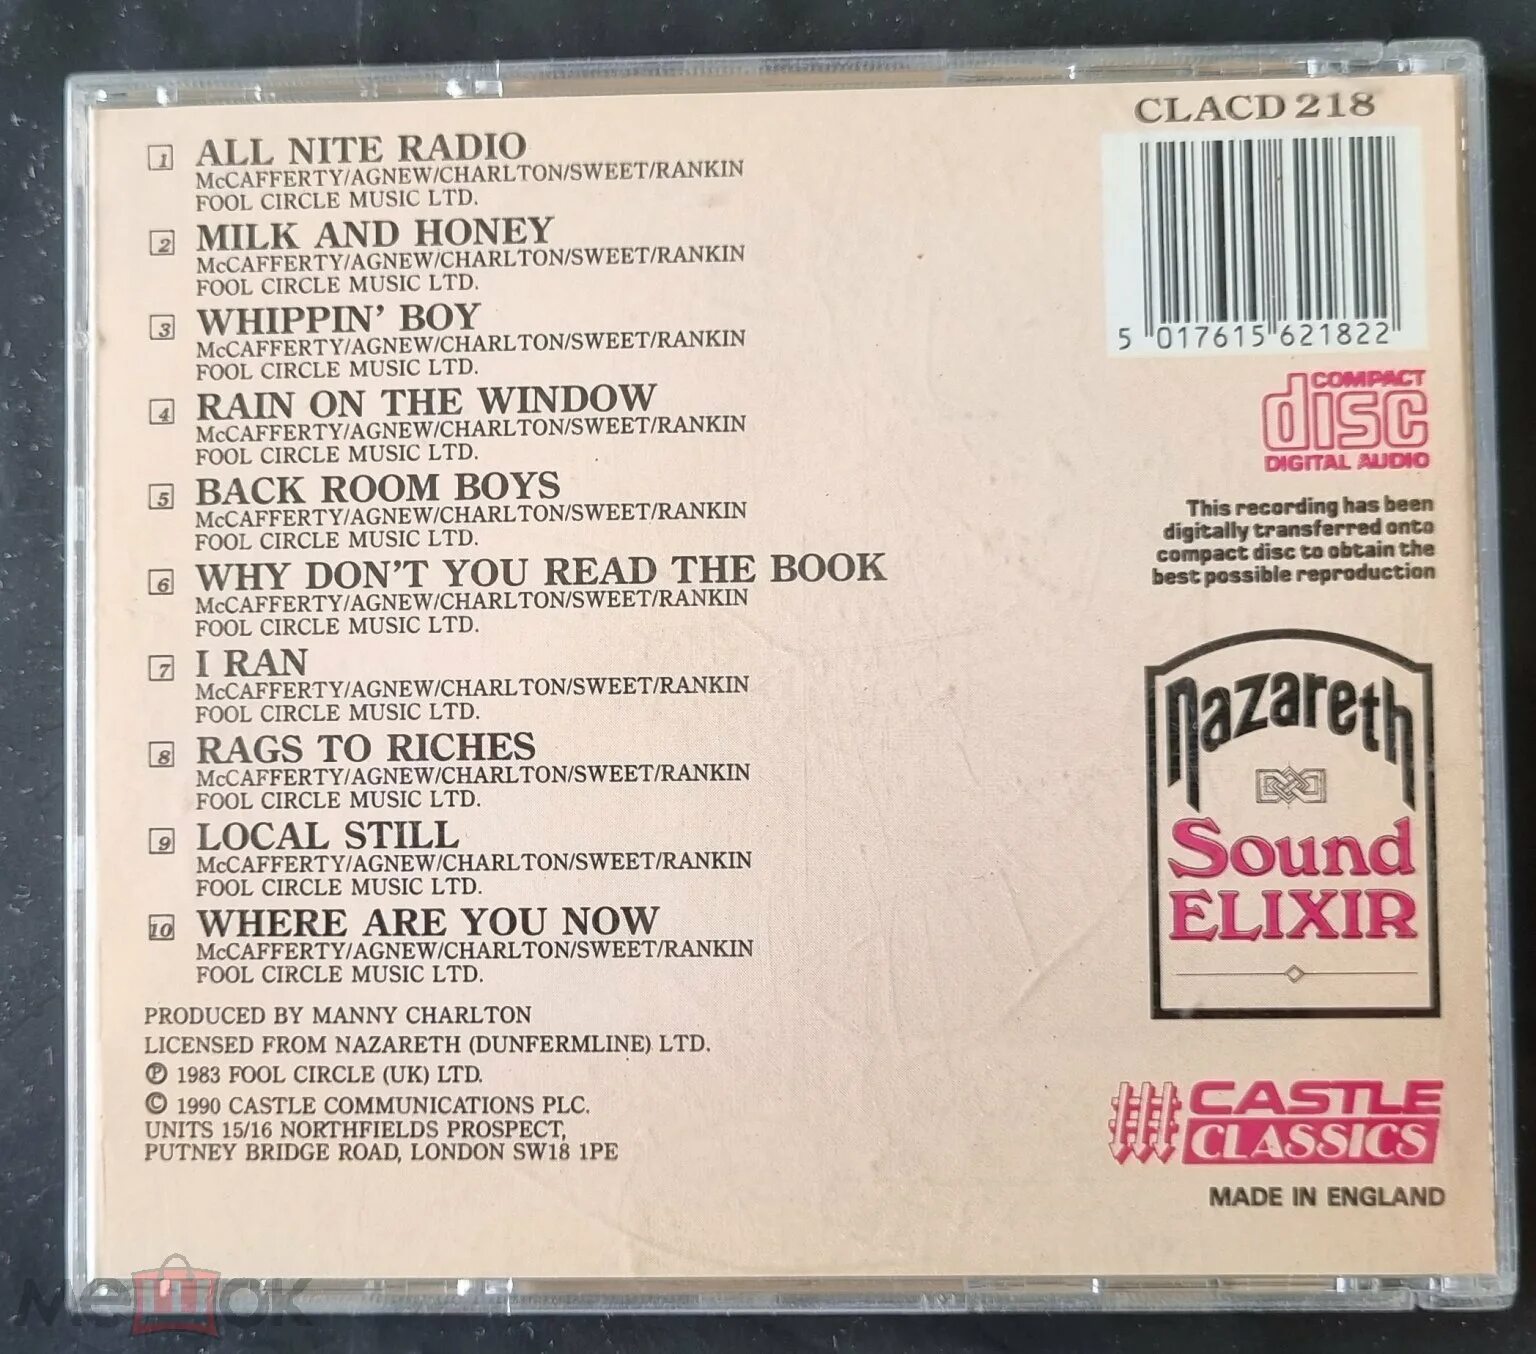 CLACD 218
1 ALL NITE RADIO
McCAFFERTY/AGNEW/CHARLTON/SWEET/RANKIN
FOOL CIRCLE MUSIC LTD.
2 MILK AND HONEY
McCAFFERTY/AGNEW/CHARLTON/SWEET/RANKIN
FOOL CIRCLE MUSIC LTD.
3 WHIPPIN' BOY
McCAFFERTY/AGNEW/CHARLTON/SWEET/RANKIN
FOOL CIRCLE MUSIC LTD.
4 RAIN ON THE WINDOW
McCAFFERTY/AGNEW/CHARLTON/SWEET/RANKIN
FOOL CIRCLE MUSIC LTD.
5 BACK ROOM BOYS
McCAFFERTY/AGNEW/CHARLTON/SWEET/RANKIN
FOOL CIRCLE MUSIC LTD.
6 WHY DON'T YOU READ THE BOOK
McCAFFERTY/AGNEW/CHARLTON/SWEET/RANKIN
FOOL CIRCLE MUSIC LTD.
7 I RAN
McCAFFERTY/AGNEW/CHARLTON/SWEET/RANKIN
FOOL CIRCLE MUSIC LTD.
8 RAGS TO RICHES
McCAFFERTY/AGNEW/CHARLTON/SWEET/RANKIN
FOOL CIRCLE MUSIC LTD.
9 LOCAL STILL
McCAFFERTY/AGNEW/CHARLTON/SWEET/RANKIN
FOOL CIRCLE MUSIC LTD.
10 WHERE ARE YOU NOW
McCAFFERTY/AGNEW/CHARLTON/SWEET/RANKIN
FOOL CIRCLE MUSIC LTD.
PRODUCED BY MANNY CHARLTON
LICENSED FROM NAZARETH (DUNFERMLINE) LTD.
℗ 1983 FOOL CIRCLE (UK) LTD.
© 1990 CASTLE COMMUNICATIONS PLC.
UNITS 15/16 NORTHFIELDS PROSPECT,
PUTNEY BRIDGE ROAD, LONDON SW18 1PE
5 017615 621822
COMPACT
disc
DIGITAL AUDIO
This recording has been
digitally transferred onto
compact disc to obtain the
best possible reproduction
nazareth
Sound
ELIXIR
CASTLE
CLASSICS
MADE IN ENGLAND
мешок